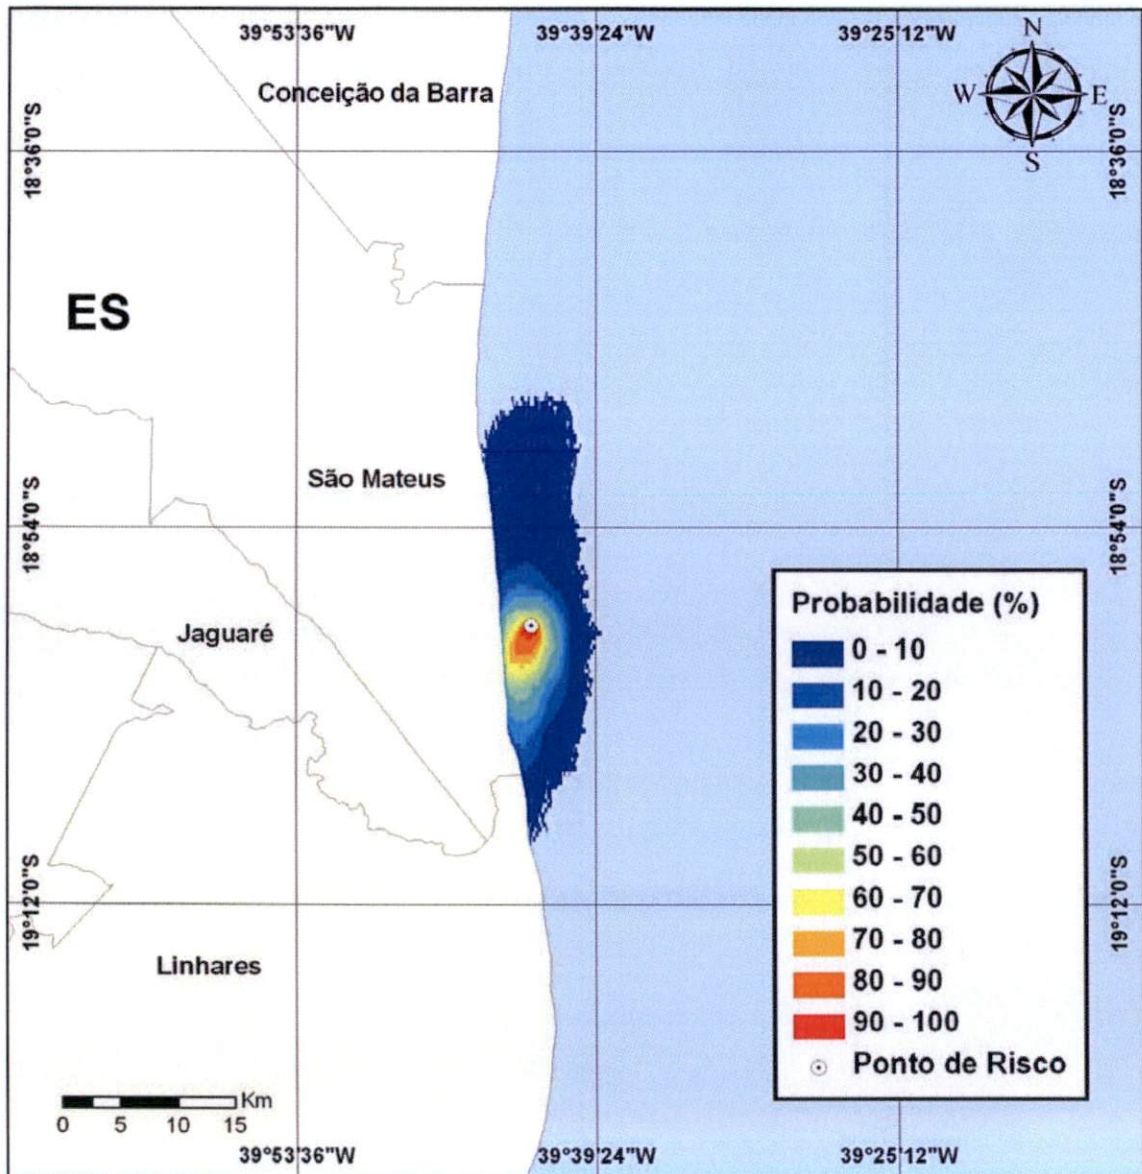 39°53'36"W
39°39'24"W
39°25'12"W
N
W
E
S
Conceição da Barra
18°36'0"S
18°36'0"S
ES
São Mateus
18°54'0"S
18°54'0"S
Jaguaré
Probabilidade (%)
0 - 10
10 - 20
20 - 30
30 - 40
40 - 50
50 - 60
60 - 70
70 - 80
80 - 90
90 - 100
Ponto de Risco
19°12'0"S
19°12'0"S
Linhares
Km
0 5 10 15
39°53'36"W
39°39'24"W
39°25'12"W